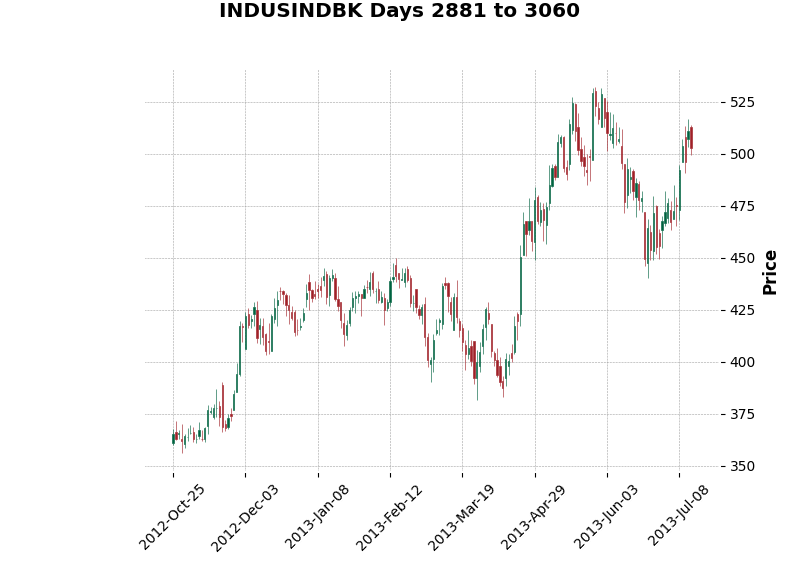 INDUSINDBK Days 2881 to 3060
525
500
475
450
425
400
375
350
Price
2012-Oct-25
2012-Dec-03
2013-Jan-08
2013-Feb-12
2013-Mar-19
2013-Apr-29
2013-Jun-03
2013-Jul-08